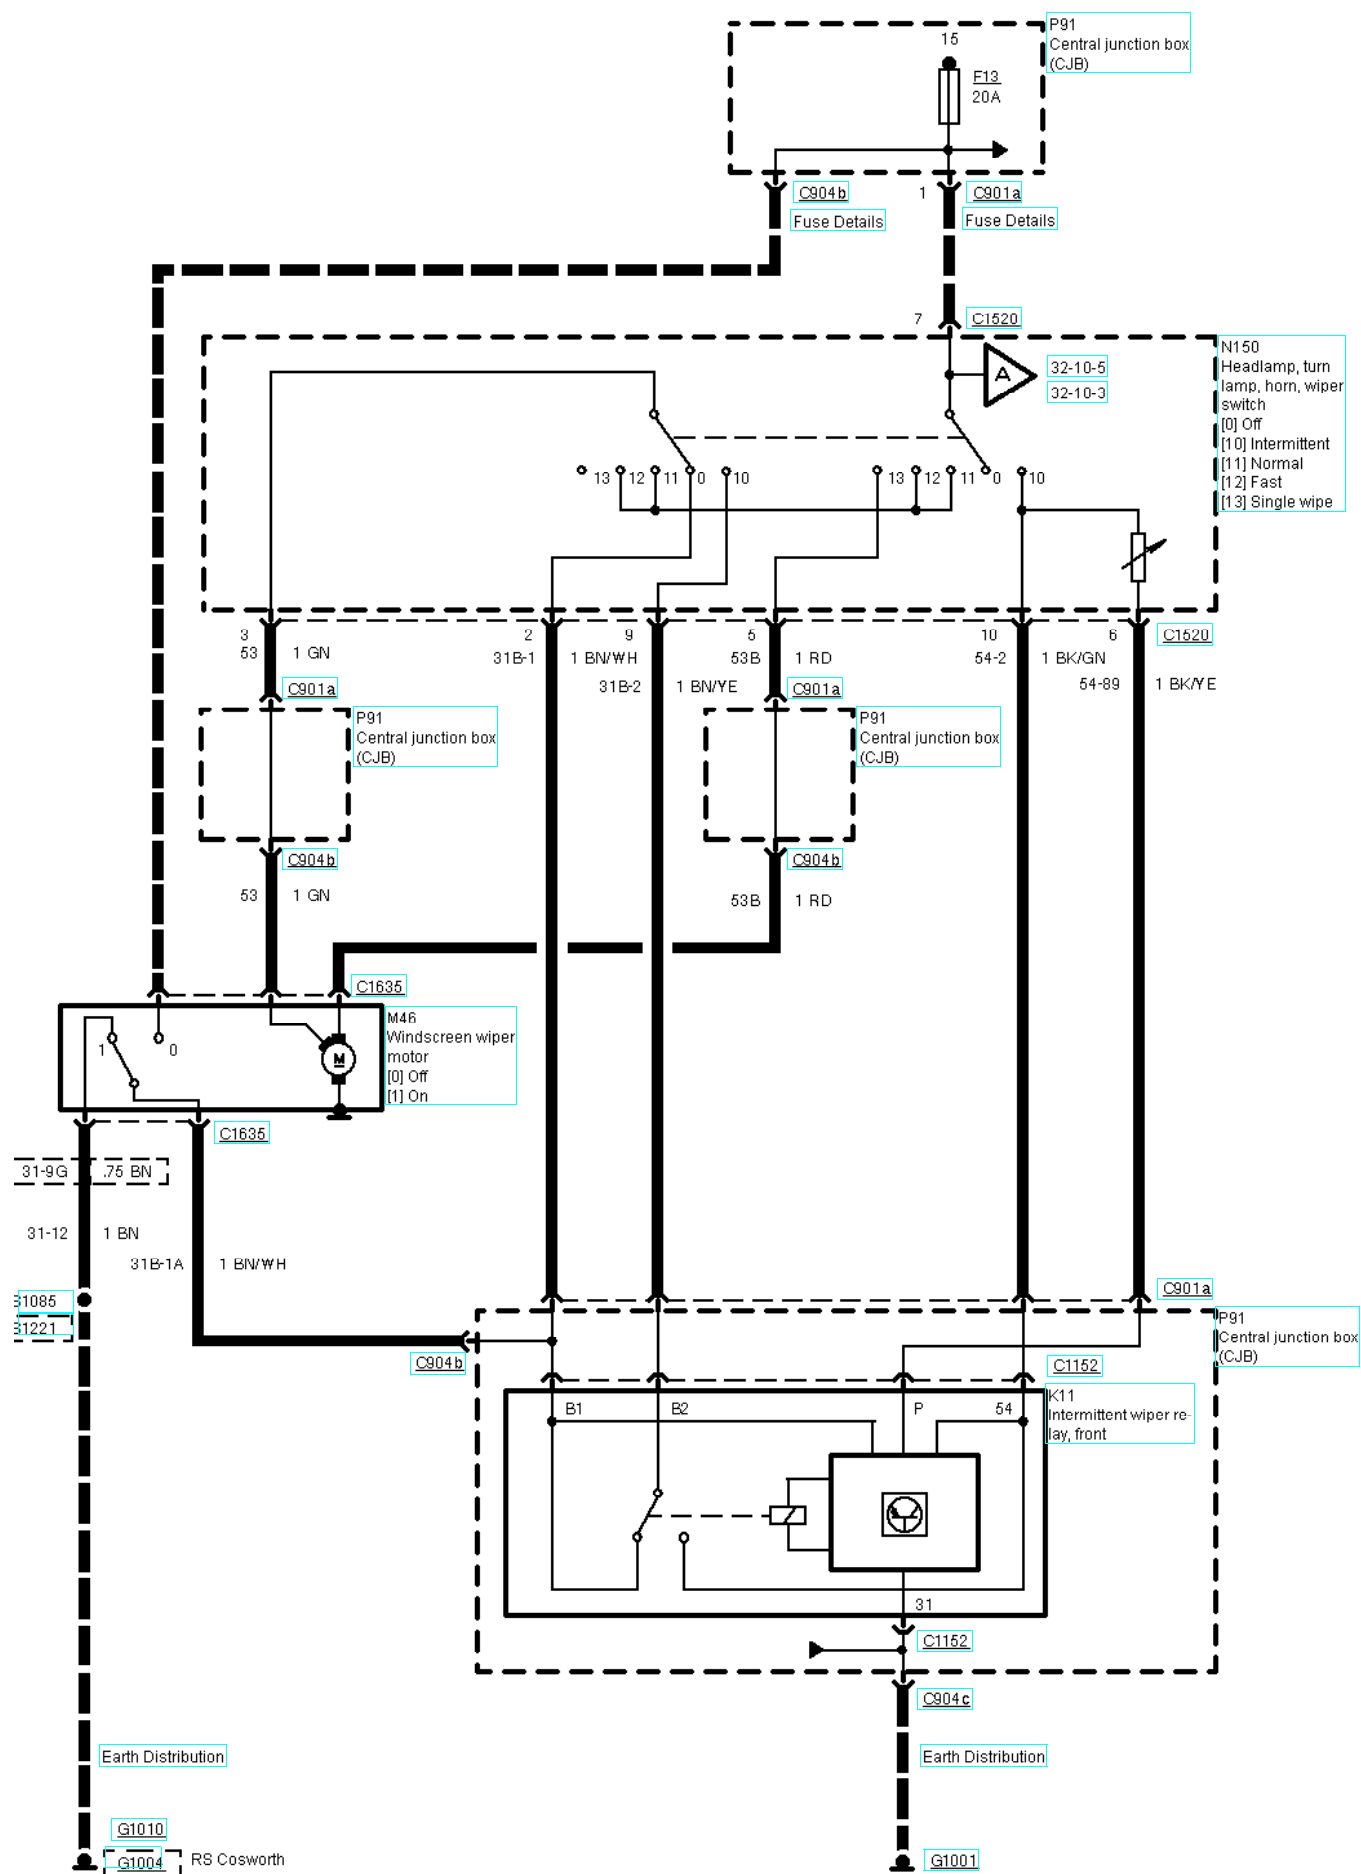 P91
Central junction box
(CJB)
15
F13
20A
C904b
1
C901a
Fuse Details
Fuse Details
7
C1520
N150
Headlamp, turn
lamp, horn, wiper
switch
[0] Off
[10] Intermittent
[11] Normal
[12] Fast
[13] Single wipe
A
32-10-5
32-10-3
13
12
11
0
10
13
12
11
0
10
3
2
9
5
10
6
C1520
53
1 GN
31B-1
1 BN/WH
53B
1 RD
54-2
1 BK/GN
31B-2
1 BN/YE
54-89
1 BK/YE
C901a
C901a
P91
Central junction box
(CJB)
P91
Central junction box
(CJB)
C904b
C904b
53
1 GN
53B
1 RD
C1635
M46
Windscreen wiper
motor
[0] Off
[1] On
1
0
M
C1635
31-9G
.75 BN
31-12
1 BN
31B-1A
1 BN/WH
1085
1221
C901a
P91
Central junction box
(CJB)
C904b
C1152
K11
Intermittent wiper re-
lay, front
B1
B2
P
54
31
C1152
C904c
Earth Distribution
Earth Distribution
G1010
G1004
RS Cosworth
G1001